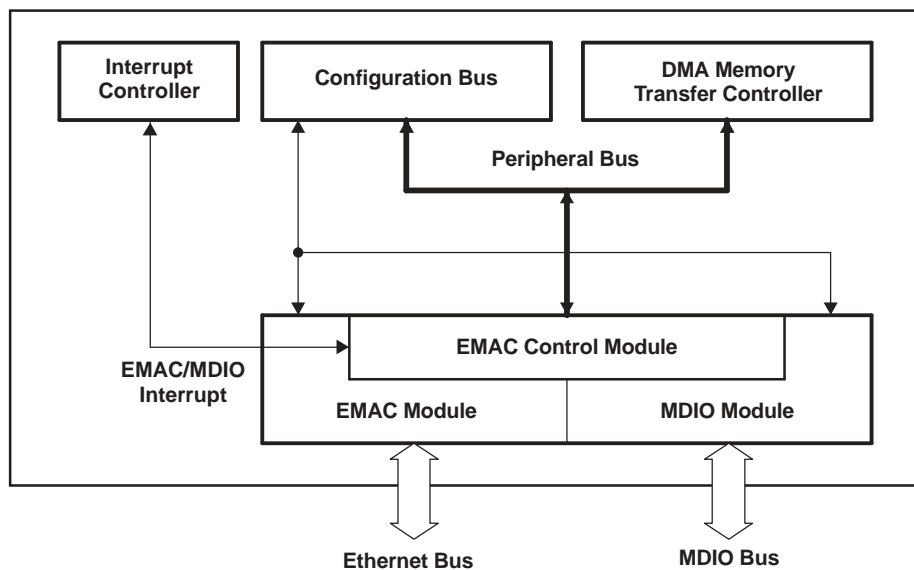 Interrupt
Controller
Configuration Bus
DMA Memory
Transfer Controller
Peripheral Bus
EMAC Control Module
EMAC/MDIO
Interrupt
EMAC Module
MDIO Module
Ethernet Bus
MDIO Bus